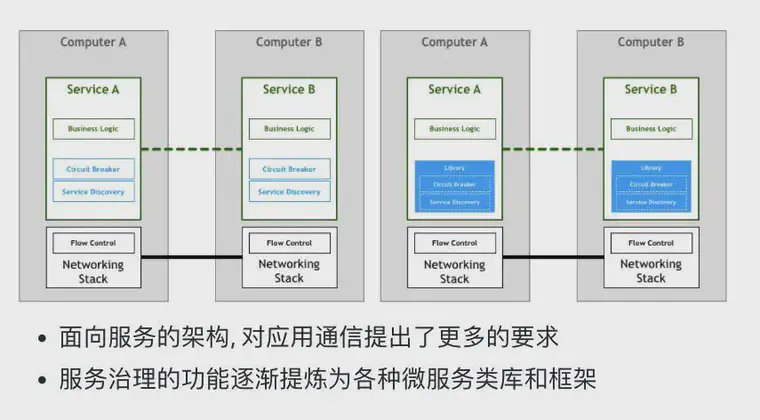 Computer A
Computer B
Computer A
Computer B
Service A
Service B
Service A
Service B
Business Logic
Business Logic
Business Logic
Business Logic
Circuit Breaker
Circuit Breaker
Library
Library
Service Discovery
Service Discovery
Circuit Breaker
Circuit Breaker
Service Discovery
Service Discovery
Flow Control
Flow Control
Flow Control
Flow Control
Networking
Stack
Networking
Stack
Networking
Stack
Networking
Stack
• 面向服务的架构, 对应用通信提出了更多的要求
• 服务治理的功能逐渐提炼为各种微服务类库和框架